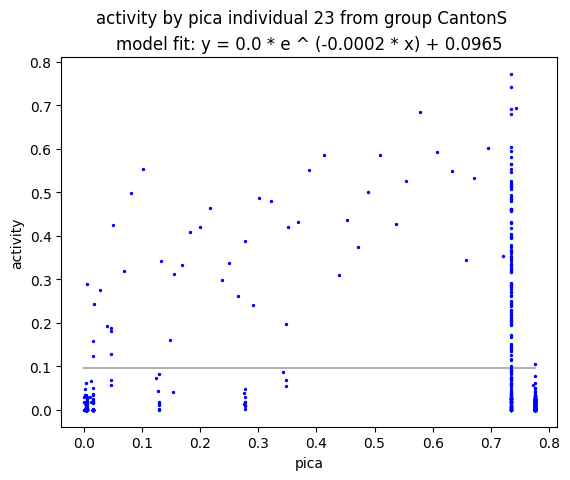 activity by pica individual 23 from group CantonS
model fit: y = 0.0 * e ^ (-0.0002 * x) + 0.0965
0.8
0.7
0.6
0.5
0.4
0.3
0.2
0.1
0.0
activity
0.0 0.1 0.2 0.3 0.4 0.5 0.6 0.7 0.8
pica